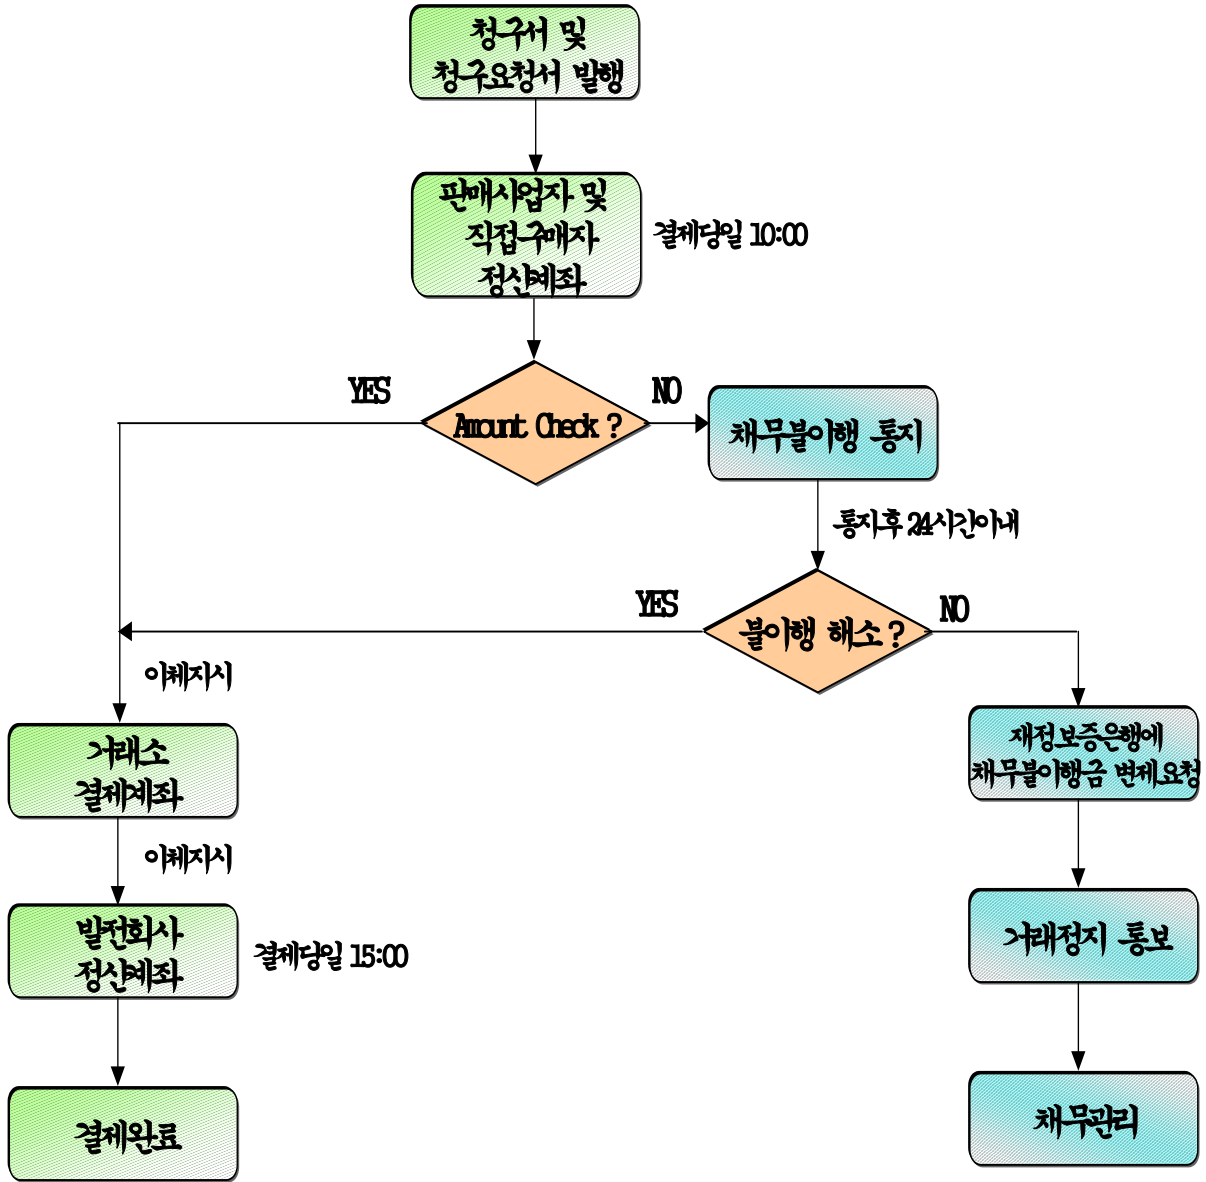 청구서 및
청구요청서 발행
판매사업자 및
직접구매자
정산계좌
결제당일 10:00
YES
NO
Amount Check ?
채무불이행 통지
통지후 24시간이내
YES
NO
불이행 해소 ?
이체지시
거래소
결제계좌
재정보증은행에
채무불이행금 변제요청
이체지시
발전회사
정산계좌
결제당일 15:00
거래정지 통보
결제완료
채무관리